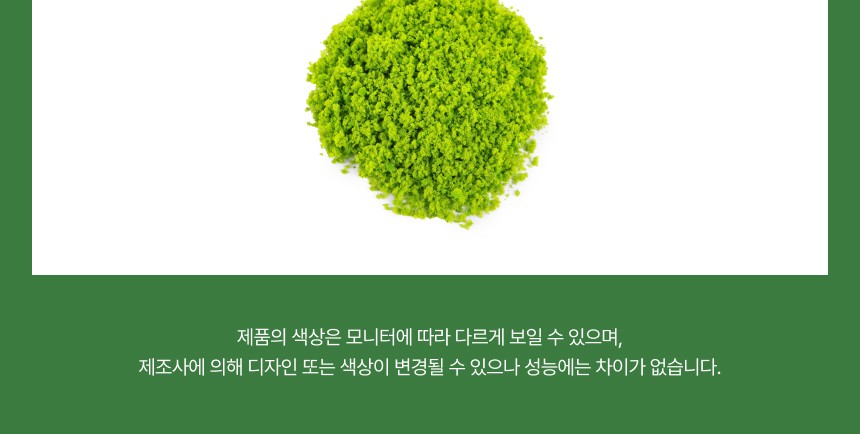 제품의 색상은 모니터에 따라 다르게 보일 수 있으며,
제조사에 의해 디자인 또는 색상이 변경될 수 있으나 성능에는 차이가 없습니다.